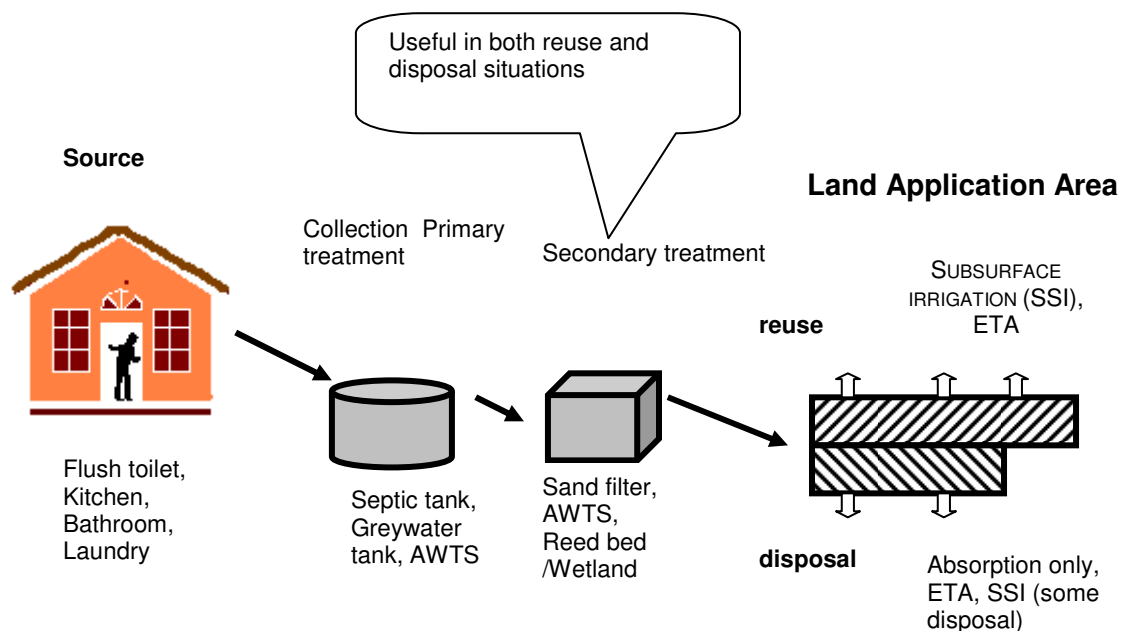 Useful in both reuse and
disposal situations
Source
Land Application Area
Collection Primary
treatment
Secondary treatment
SUBSURFACE
IRRIGATION (SSI),
ETA
reuse
Flush toilet,
Kitchen,
Bathroom,
Laundry
Septic tank,
Greywater
tank, AWTS
Sand filter,
AWTS,
Reed bed
/Wetland
disposal
Absorption only,
ETA, SSI (some
disposal)